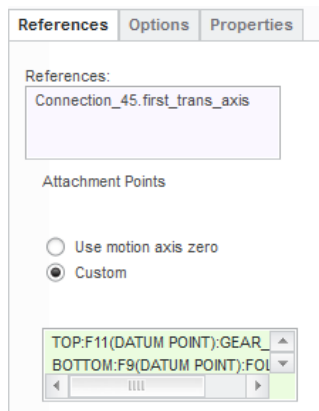 References Options Properties
References:
Connection_45.first_trans_axis
Attachment Points
Use motion axis zero
Custom
TOP:F11(DATUM POINT):GEAR_
BOTTOM:F9(DATUM POINT):FOL